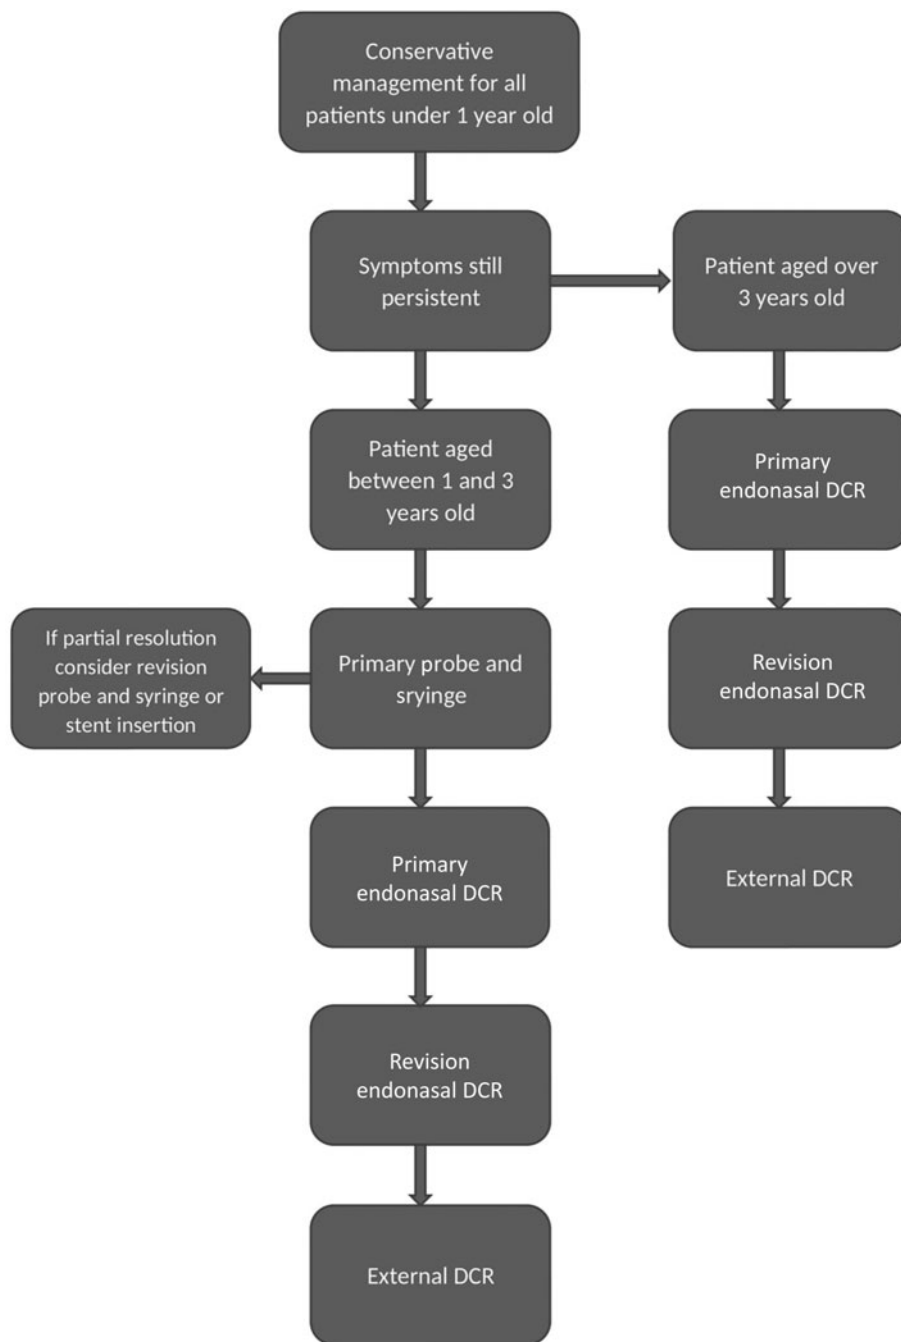 Conservative
management for all
patients under 1 year old
Symptoms still
persistent
Patient aged over
3 years old
Patient aged
between 1 and 3
years old
Primary
endonasal DCR
If partial resolution
consider revision
probe and syringe or
stent insertion
Primary probe and
sryinge
Revision
endonasal DCR
Primary
endonasal DCR
External DCR
Revision
endonasal DCR
External DCR